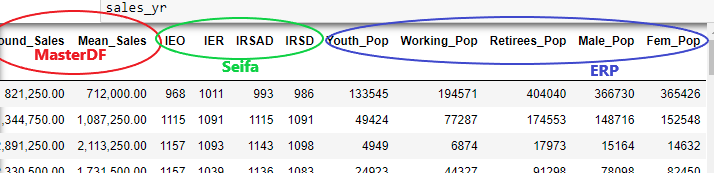 sales_yr
ound_Sales Mean_Sales IEO IER IRSAD IRSD Youth_Pop Working_Pop Retirees_Pop Male_Pop Fem_Pop
MasterDF Seifa ERP
821,250.00 712,000.00 968 1011 993 986 133545 194571 404040 366730 365426
,344,750.00 1,087,250.00 1115 1091 1115 1091 49424 77287 174553 148716 152548
2,891,250.00 2,113,250.00 1157 1093 1143 1098 4949 6874 17973 15164 14632
,330,500.00 1,731,500.00 1157 1039 1136 1083 24923 44327 91298 78098 82450